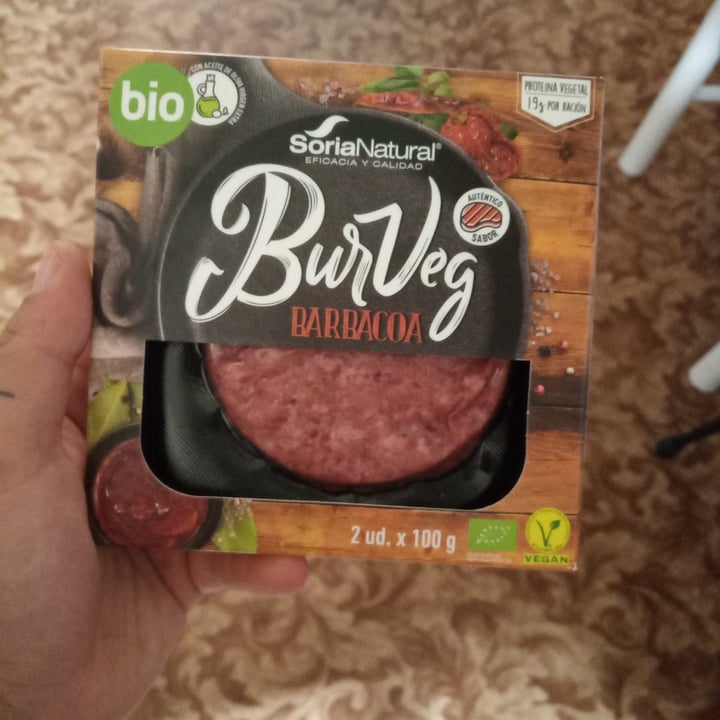 bio
CON ACEITE DE OLIVA VIRGEN EXTRA
PROTEINA VEGETAL
19g POR RACIÓN
SoriaNatural®
EFICACIA Y CALIDAD
BurVeg
AUTÉNTICO
SABOR
BARBACOA
2 ud. x 100 g
VEGAN